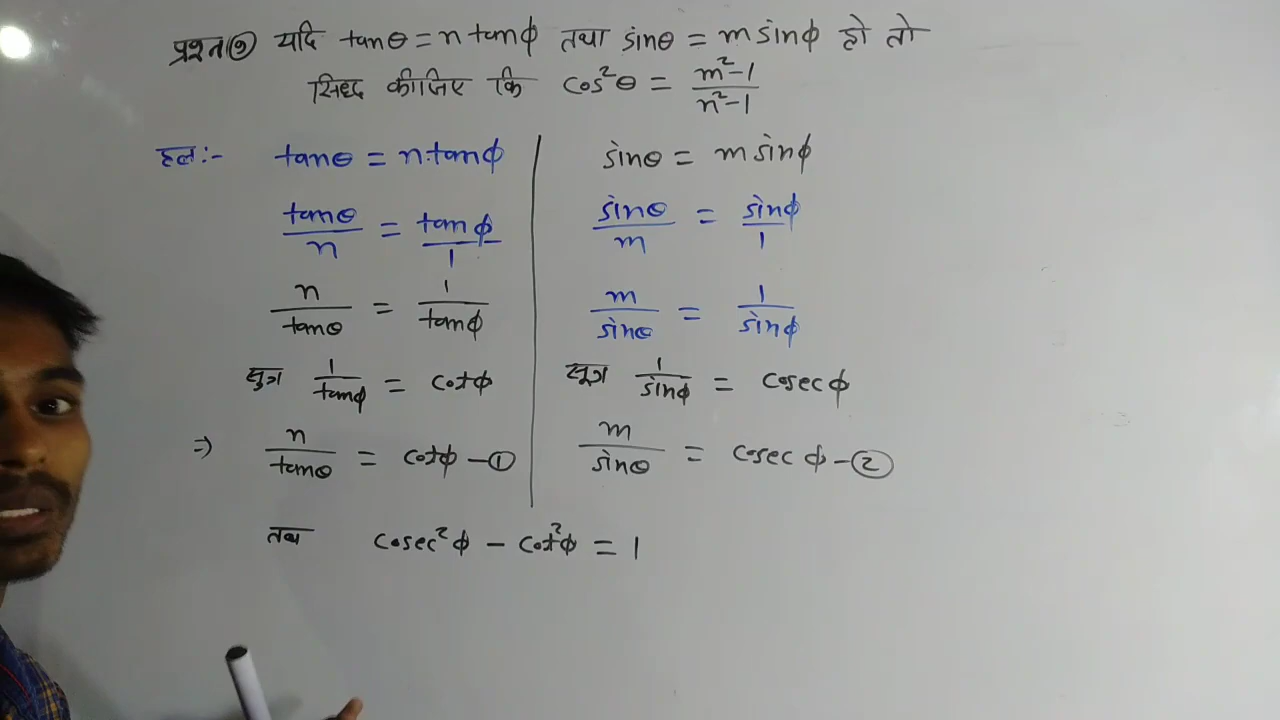 प्रश्न ⑨ यदि tanθ = n tanϕ तथा sinθ = m sinϕ हो तो
सिध्द कीजिए कि cos²θ = (m²-1)/(n²-1)
हल:- tanθ = n.tanϕ
tanθ/n = tanϕ/1
n/tanθ = 1/tanϕ
सुत्र 1/tanϕ = cotϕ
⇒ n/tanθ = cotϕ -①
sinθ = m sinϕ
sinθ/m = sinϕ/1
m/sinθ = 1/sinϕ
सूत्र 1/sinϕ = cosecϕ
m/sinθ = cosec ϕ -②
तब cosec²ϕ - cot²ϕ = 1